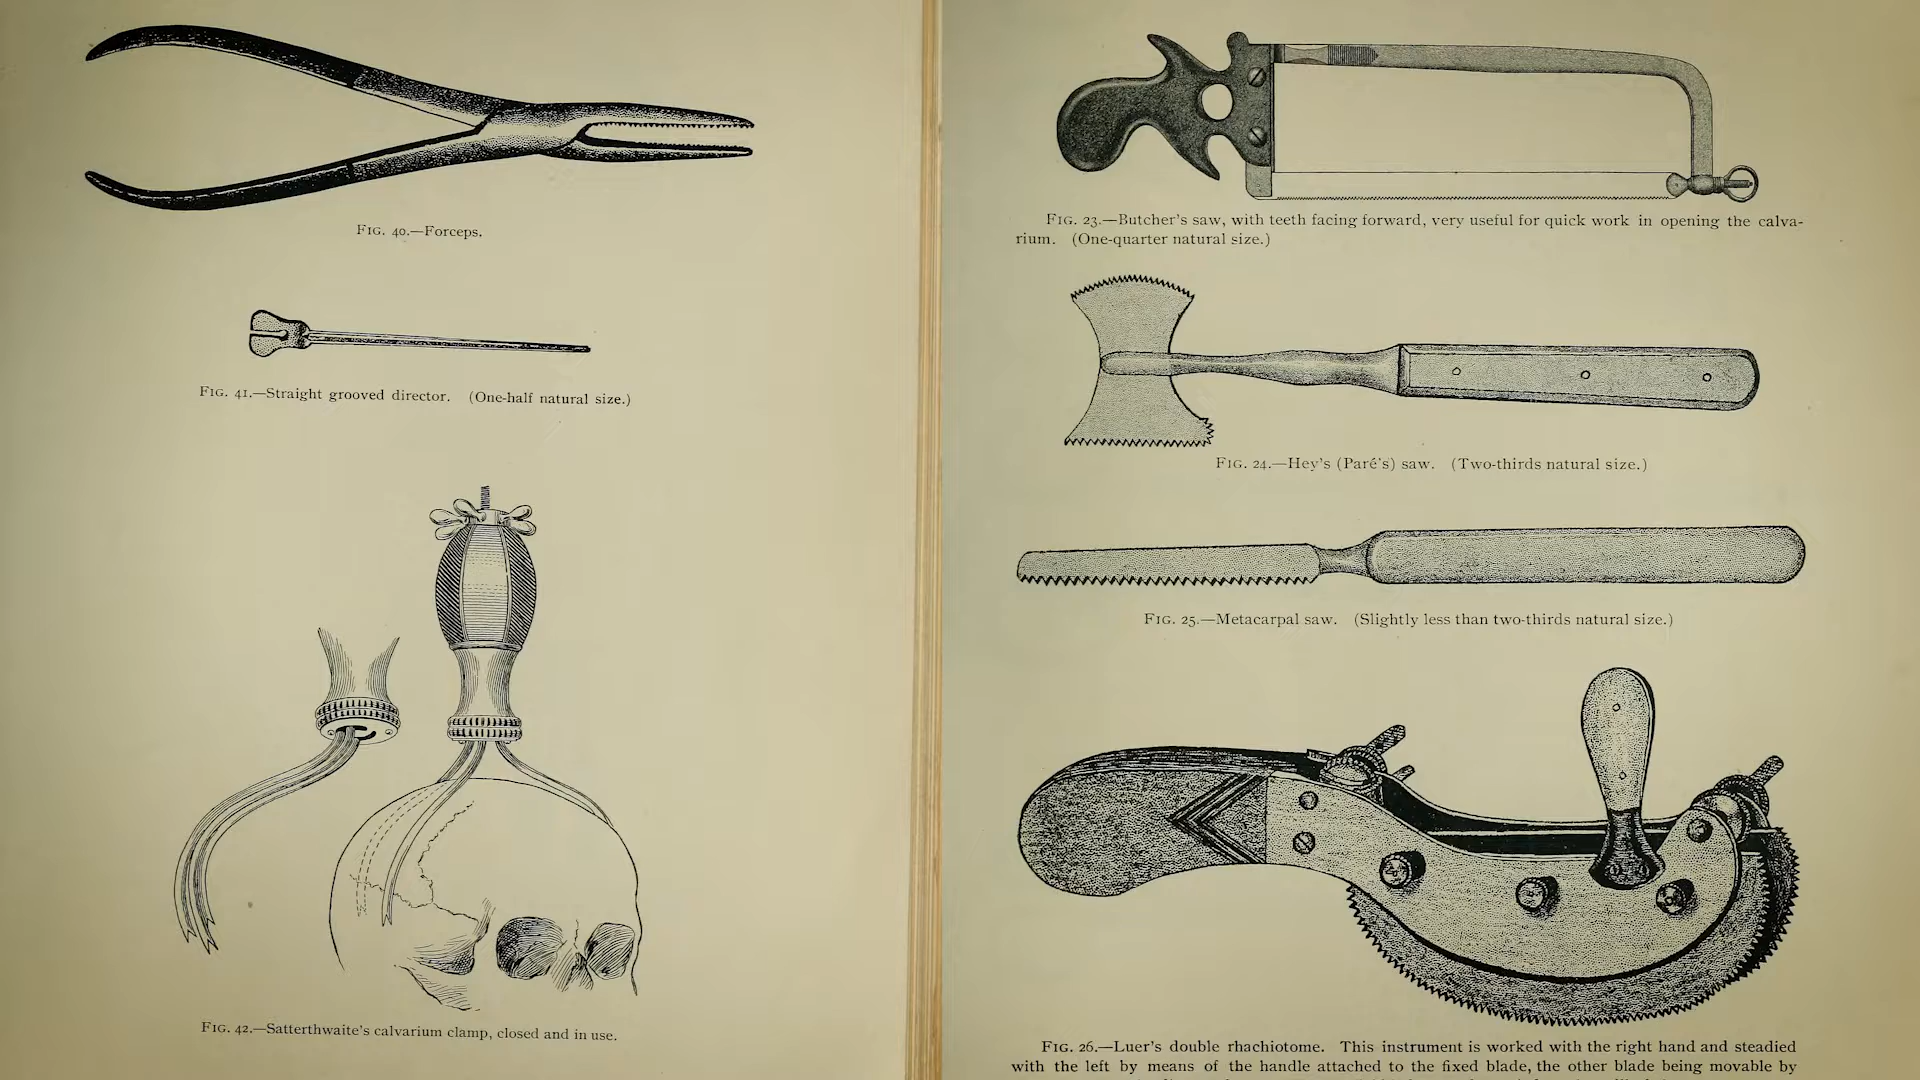 FIG. 40.—Forceps.
FIG. 41.—Straight grooved director. (One-half natural size.)
FIG. 42.—Satterthwaite's calvarium clamp, closed and in use.
FIG. 23.—Butcher's saw, with teeth facing forward, very useful for quick work in opening the calva-
rium. (One-quarter natural size.)
FIG. 24.—Hey's (Paré's) saw. (Two-thirds natural size.)
FIG. 25.—Metacarpal saw. (Slightly less than two-thirds natural size.)
FIG. 26.—Luer's double rhachiotome. This instrument is worked with the right hand and steadied
with the left by means of the handle attached to the fixed blade, the other blade being movable by